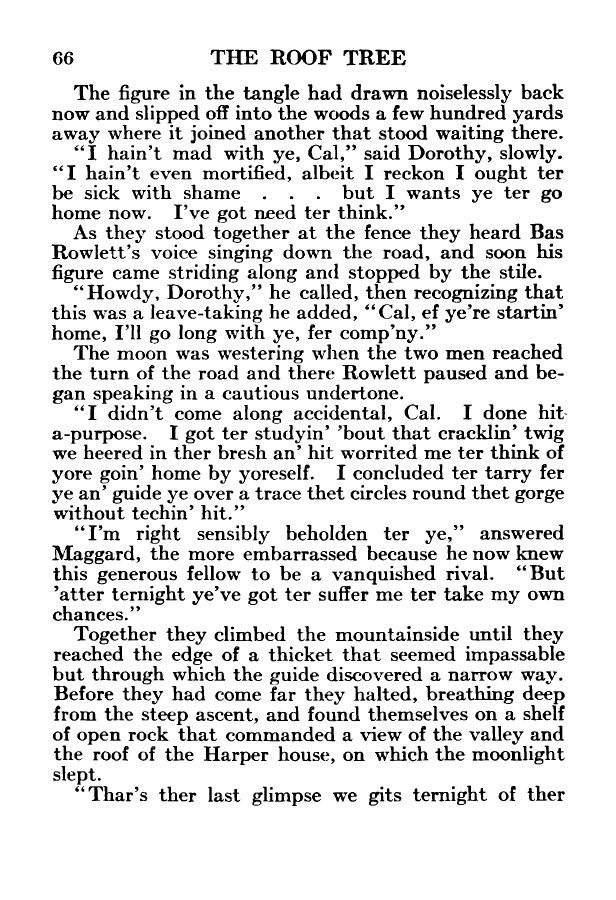 66 THE ROOF TREE
The figure in the tangle had drawn noiselessly back
now and slipped off into the woods a few hundred yards
away where it joined another that stood waiting there.
"I hain't mad with ye, Cal," said Dorothy, slowly.
"I hain't even mortified, albeit I reckon I ought ter
be sick with shame . . . but I wants ye ter go
home now. I've got need ter think."
As they stood together at the fence they heard Bas
Rowlett's voice singing down the road, and soon his
figure came striding along and stopped by the stile.
"Howdy, Dorothy," he called, then recognizing that
this was a leave-taking he added, "Cal, ef ye're startin'
home, I'll go long with ye, fer comp'ny."
The moon was westering when the two men reached
the turn of the road and there Rowlett paused and be-
gan speaking in a cautious undertone.
"I didn't come along accidental, Cal. I done hit
a-purpose. I got ter studyin' 'bout that cracklin' twig
we heered in ther bresh an' hit worrited me ter think of
yore goin' home by yoreself. I concluded ter tarry fer
ye an' guide ye over a trace thet circles round thet gorge
without techin' hit."
"I'm right sensibly beholden ter ye," answered
Maggard, the more embarrassed because he now knew
this generous fellow to be a vanquished rival. "But
'atter ternight ye've got ter suffer me ter take my own
chances."
Together they climbed the mountainside until they
reached the edge of a thicket that seemed impassable
but through which the guide discovered a narrow way.
Before they had come far they halted, breathing deep
from the steep ascent, and found themselves on a shelf
of open rock that commanded a view of the valley and
the roof of the Harper house, on which the moonlight
slept.
"Thar's ther last glimpse we gits ternight of ther